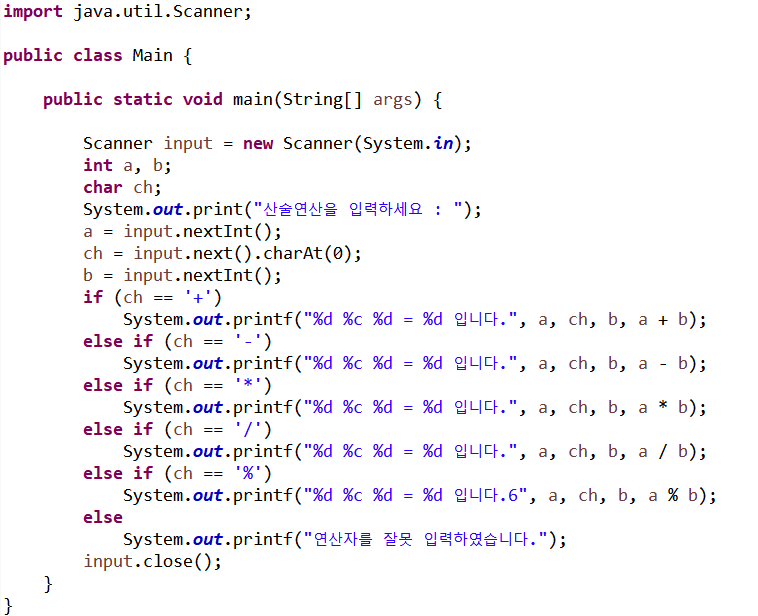 import java.util.Scanner;
public class Main {
public static void main(String[] args) {
Scanner input = new Scanner(System.in);
int a, b;
char ch;
System.out.print("산술연산을 입력하세요 : ");
a = input.nextInt();
ch = input.next().charAt(0);
b = input.nextInt();
if (ch == '+')
System.out.printf("%d %c %d = %d 입니다.", a, ch, b, a + b);
else if (ch == '-')
System.out.printf("%d %c %d = %d 입니다.", a, ch, b, a - b);
else if (ch == '*')
System.out.printf("%d %c %d = %d 입니다.", a, ch, b, a * b);
else if (ch == '/')
System.out.printf("%d %c %d = %d 입니다.", a, ch, b, a / b);
else if (ch == '%')
System.out.printf("%d %c %d = %d 입니다.6", a, ch, b, a % b);
else
System.out.printf("연산자를 잘못 입력하였습니다.");
input.close();
}
}